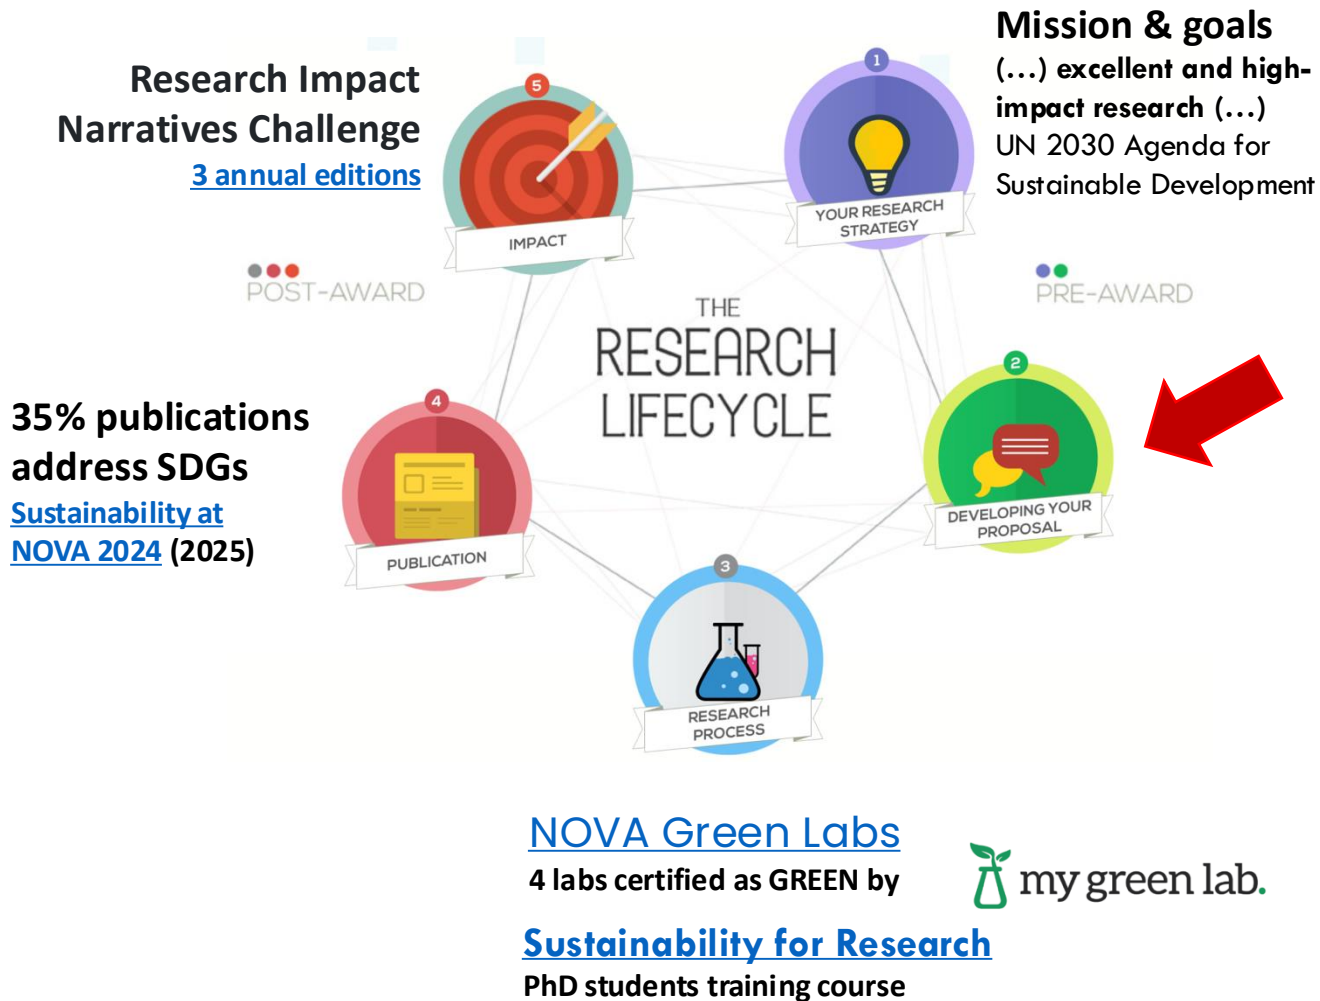 Mission & goals
(...) excellent and high-
impact research (...)
UN 2030 Agenda for
Sustainable Development
1
YOUR RESEARCH
STRATEGY
PRE-AWARD
2
DEVELOPING YOUR
PROPOSAL
3
RESEARCH
PROCESS
NOVA Green Labs
4 labs certified as GREEN by
my green lab.
Sustainability for Research
PhD students training course
4
PUBLICATION
35% publications
address SDGs
Sustainability at
NOVA 2024 (2025)
POST-AWARD
5
IMPACT
Research Impact
Narratives Challenge
3 annual editions
THE
RESEARCH
LIFECYCLE